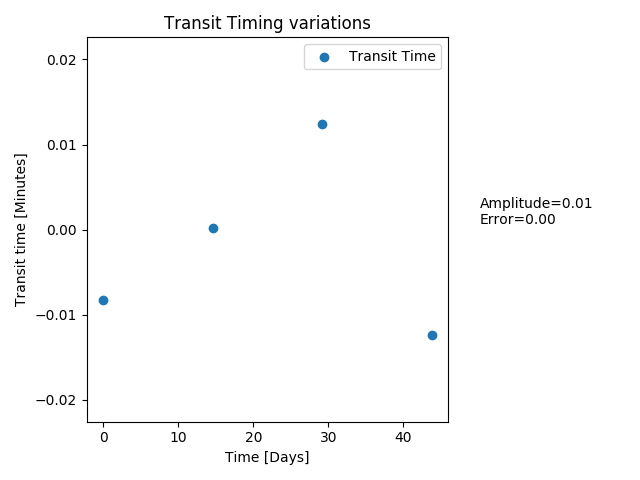 Transit Timing variations
Transit Time
0.02
0.01
0.00
−0.01
−0.02
Transit time [Minutes]
Amplitude=0.01
Error=0.00
0 10 20 30 40
Time [Days]